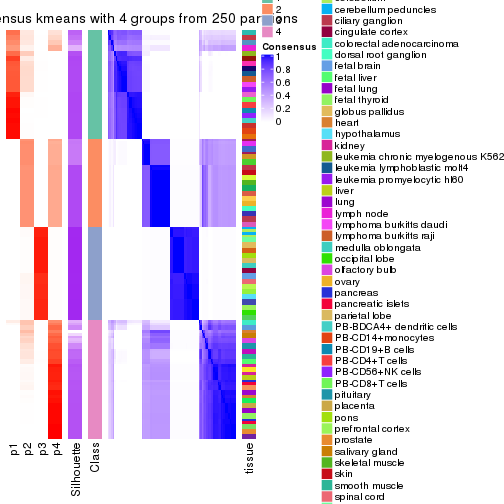 nsus kmeans with 4 groups from 250 partitions
2
4
Consensus
1
0.8
0.6
0.4
0.2
0
cerebellum peduncles
ciliary ganglion
cingulate cortex
colorectal adenocarcinoma
dorsal root ganglion
fetal brain
fetal liver
fetal lung
fetal thyroid
globus pallidus
heart
hypothalamus
kidney
leukemia chronic myelogenous K562
leukemia lymphoblastic molt4
leukemia promyelocytic hl60
liver
lung
lymph node
lymphoma burkitts daudi
lymphoma burkitts raji
medulla oblongata
occipital lobe
olfactory bulb
ovary
pancreas
pancreatic islets
parietal lobe
PB-BDCA4+ dendritic cells
PB-CD14+monocytes
PB-CD19+B cells
PB-CD4+T cells
PB-CD56+NK cells
PB-CD8+T cells
pituitary
placenta
pons
prefrontal cortex
prostate
salivary gland
skeletal muscle
skin
smooth muscle
spinal cord
p1
p2
p3
p4
Silhouette
Class
tissue